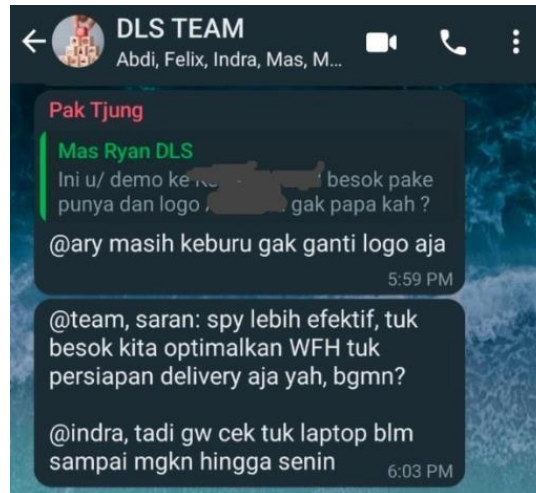 DLS TEAM
Abdi, Felix, Indra, Mas, M...
Pak Tjung
Mas Ryan DLS
Ini u/ demo ke besok pake
punya dan logo gak papa kah ?
@ary masih keburu gak ganti logo aja
5:59 PM
@team, saran: spy lebih efektif, tuk
besok kita optimalkan WFH tuk
persiapan delivery aja yah, bgmn?
@indra, tadi gw cek tuk laptop blm
sampai mgkn hingga senin
6:03 PM